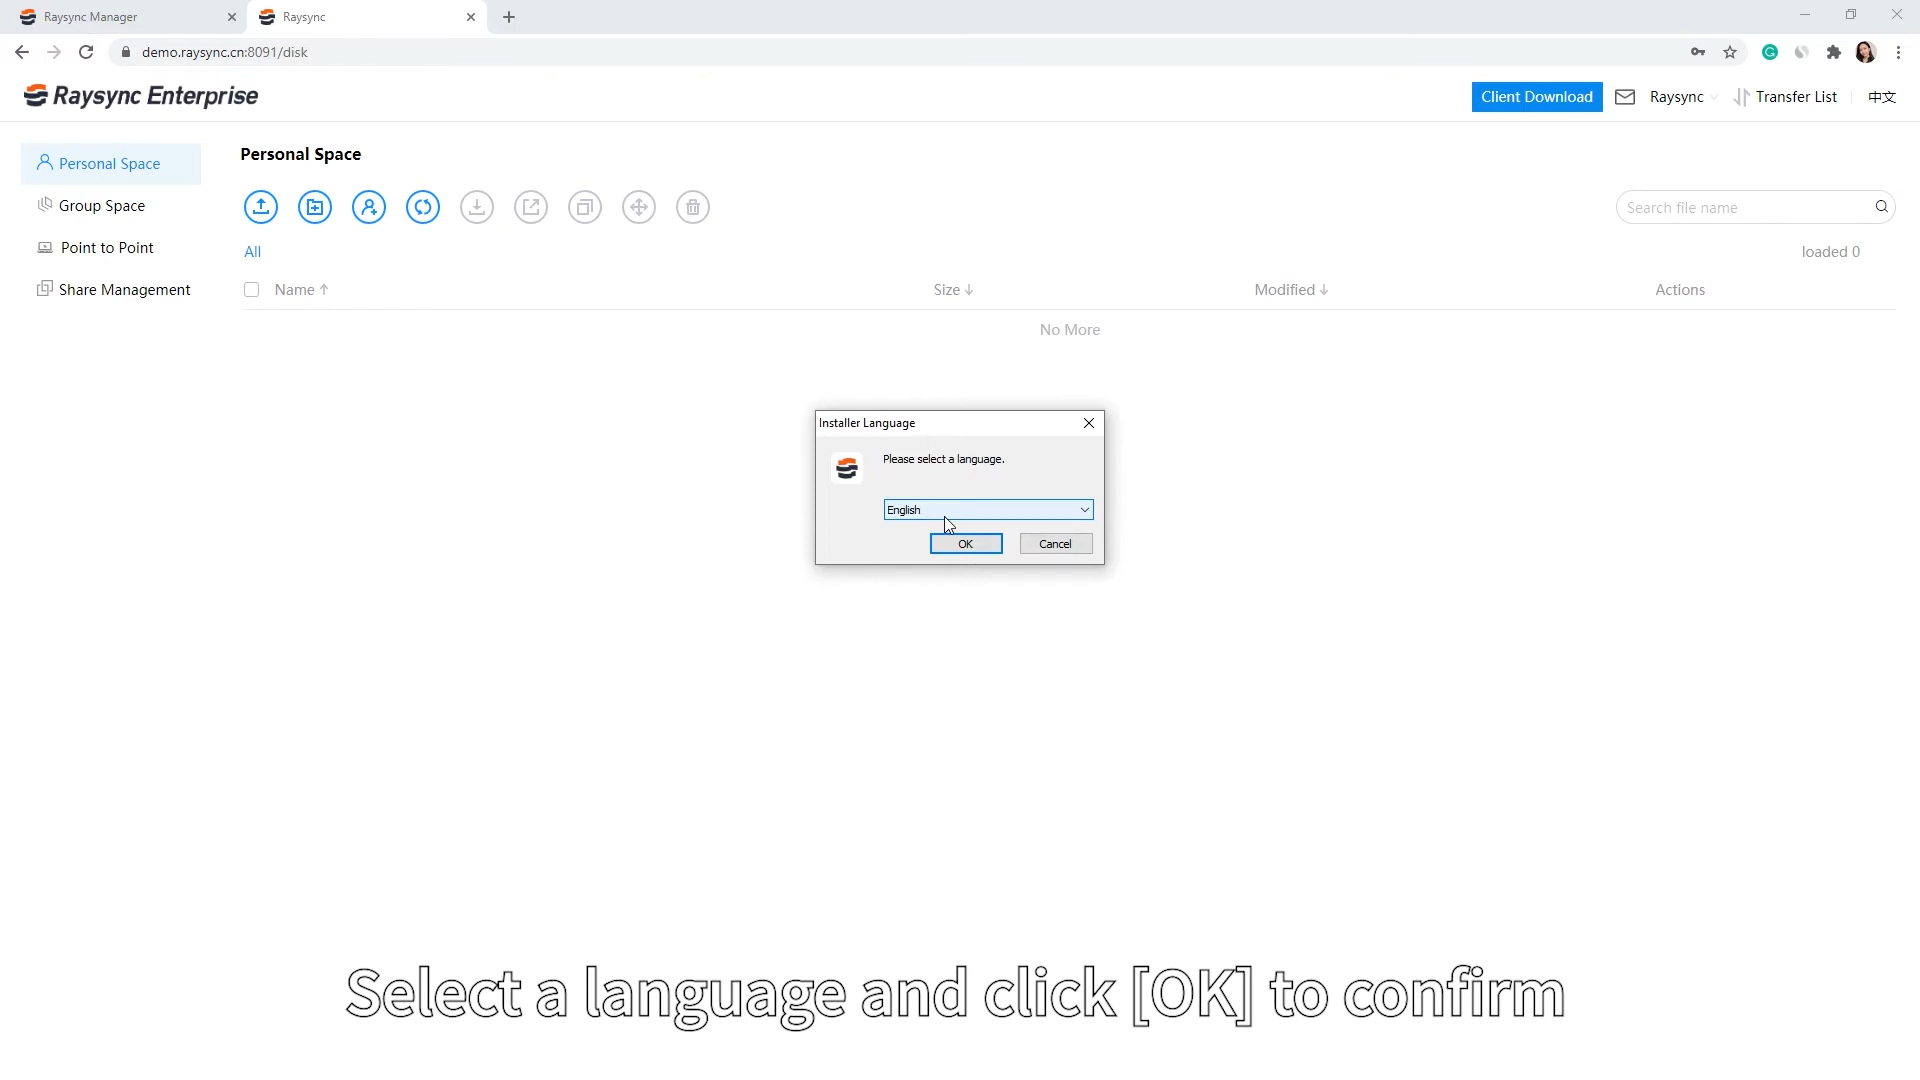 Raysync Manager
Raysync
demo.raysync.cn:8091/disk
Raysync Enterprise
Client Download
Raysync
Transfer List
中文
Personal Space
Group Space
Point to Point
Share Management
Personal Space
Search file name
All
loaded 0
Name
Size
Modified
Actions
No More
Installer Language
Please select a language.
English
OK
Cancel
Select a language and click [OK] to confirm